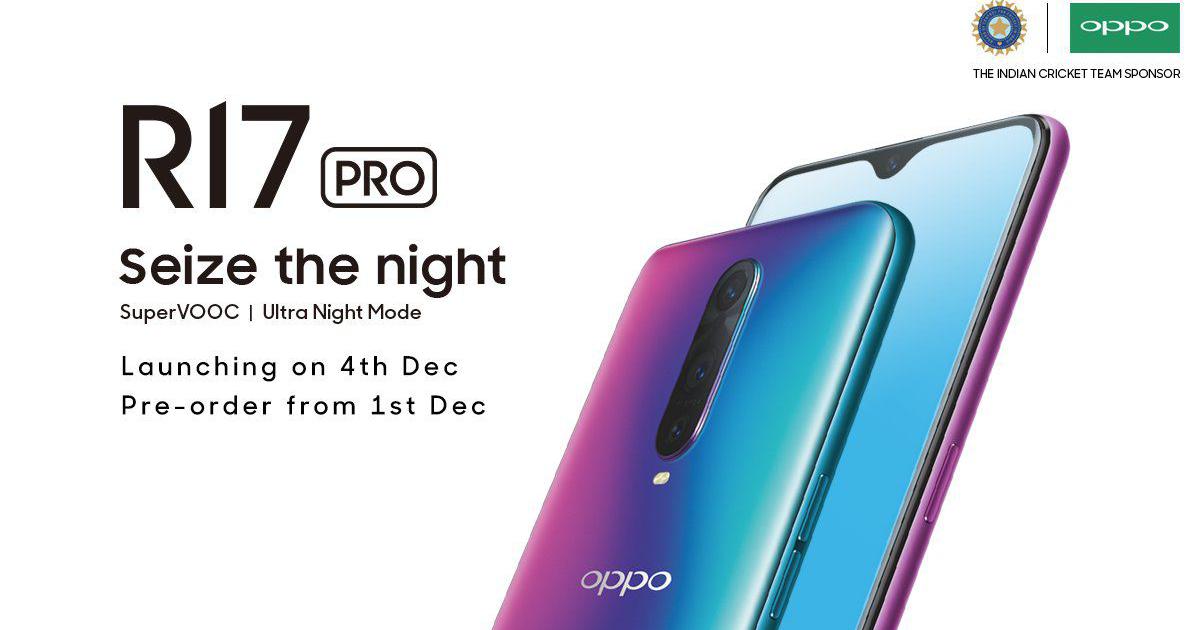 oppo
THE INDIAN CRICKET TEAM SPONSOR
R17 PRO
Seize the night
SuperVOOC | Ultra Night Mode
Launching on 4th Dec
Pre-order from 1st Dec
oppo